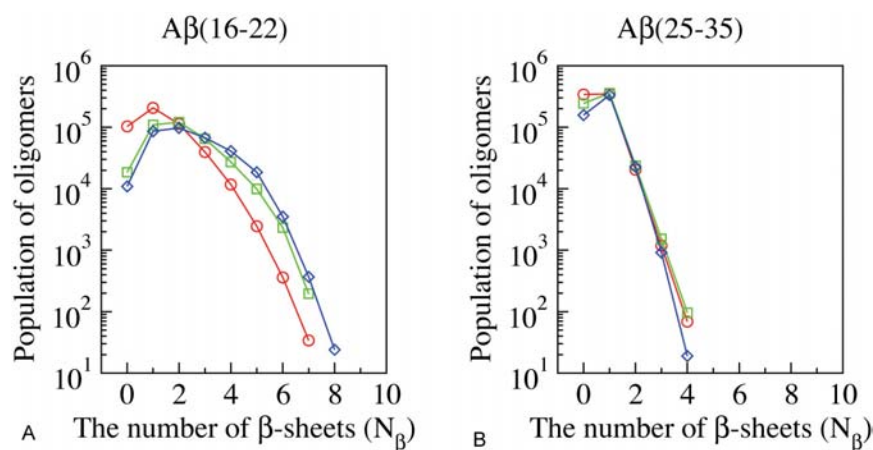 Aβ(16-22)
Aβ(25-35)
Population of oligomers
10^6
10^5
10^4
10^3
10^2
10^1
0 2 4 6 8 10
The number of β-sheets (N_β)
A
Population of oligomers
10^6
10^5
10^4
10^3
10^2
10^1
0 2 4 6 8 10
The number of β-sheets (N_β)
B